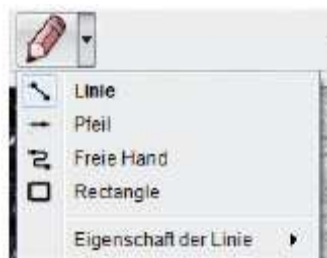 Linie
Pfeil
Freie Hand
Rectangle
Eigenschaft der Linie